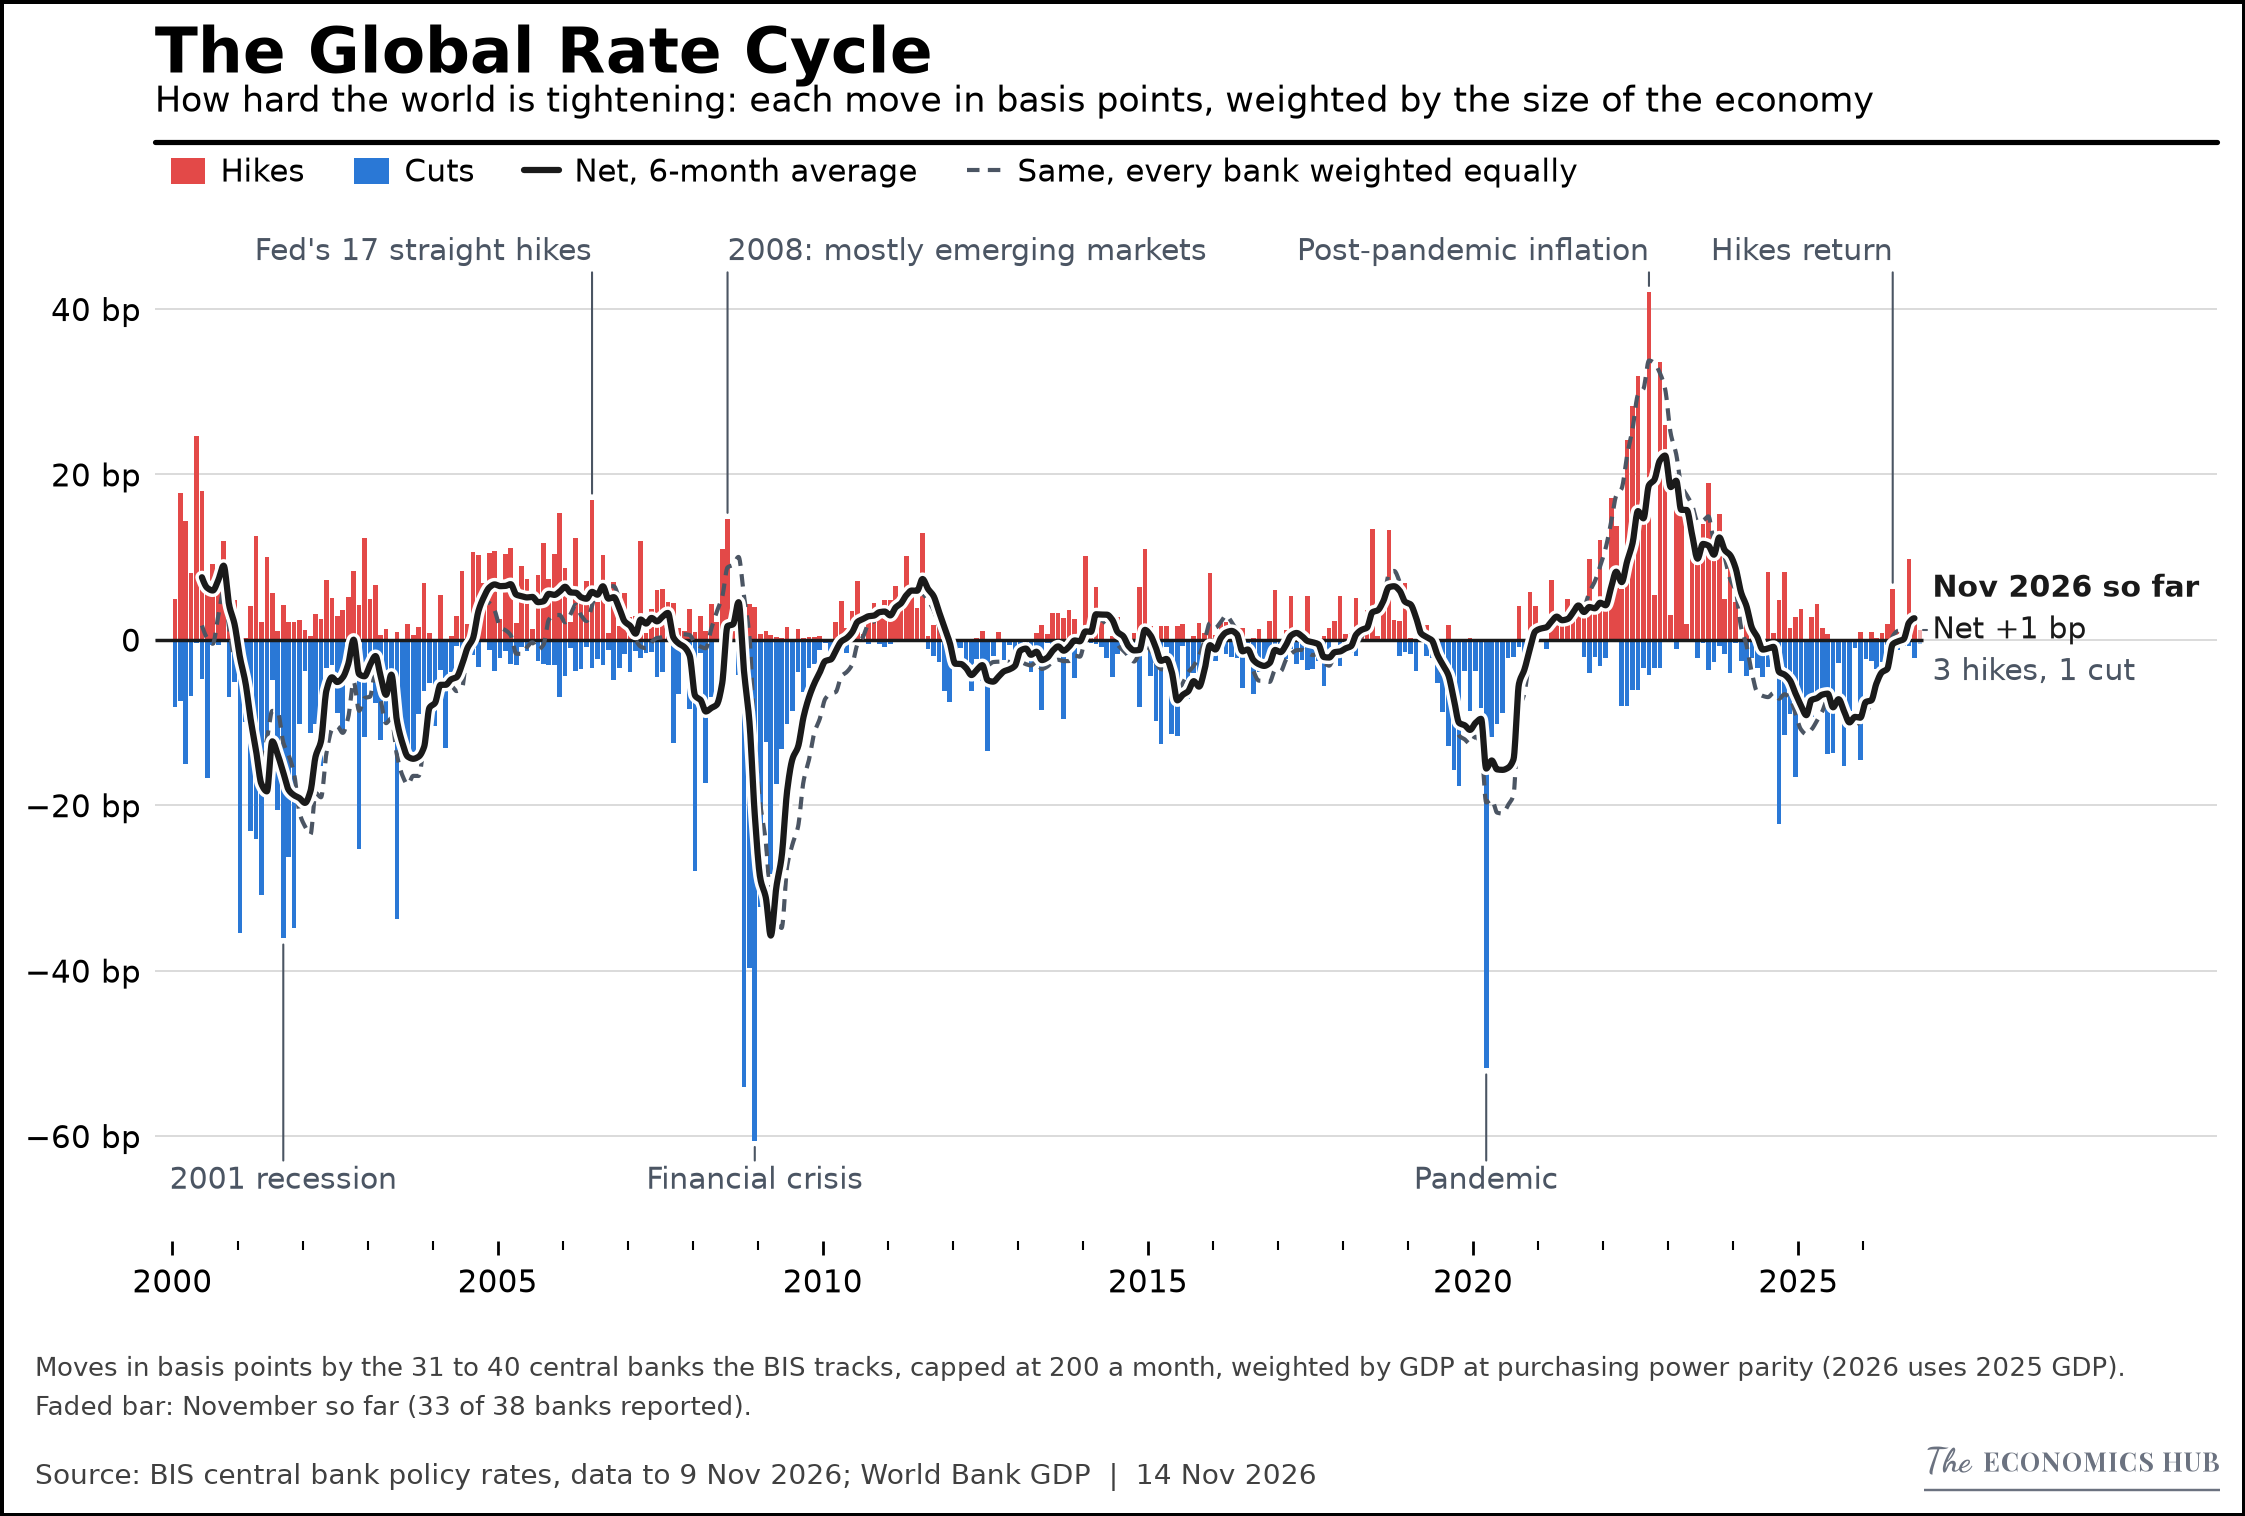 The Global Rate Cycle
How hard the world is tightening: each move in basis points, weighted by the size of the economy
Hikes Cuts Net, 6-month average Same, every bank weighted equally
Fed's 17 straight hikes 2008: mostly emerging markets Post-pandemic inflation Hikes return
40 bp
20 bp
0
−20 bp
−40 bp
−60 bp
Nov 2026 so far
Net +1 bp
3 hikes, 1 cut
2001 recession Financial crisis Pandemic
2000 2005 2010 2015 2020 2025
Moves in basis points by the 31 to 40 central banks the BIS tracks, capped at 200 a month, weighted by GDP at purchasing power parity (2026 uses 2025 GDP).
Faded bar: November so far (33 of 38 banks reported).
Source: BIS central bank policy rates, data to 9 Nov 2026; World Bank GDP | 14 Nov 2026
The ECONOMICS HUB